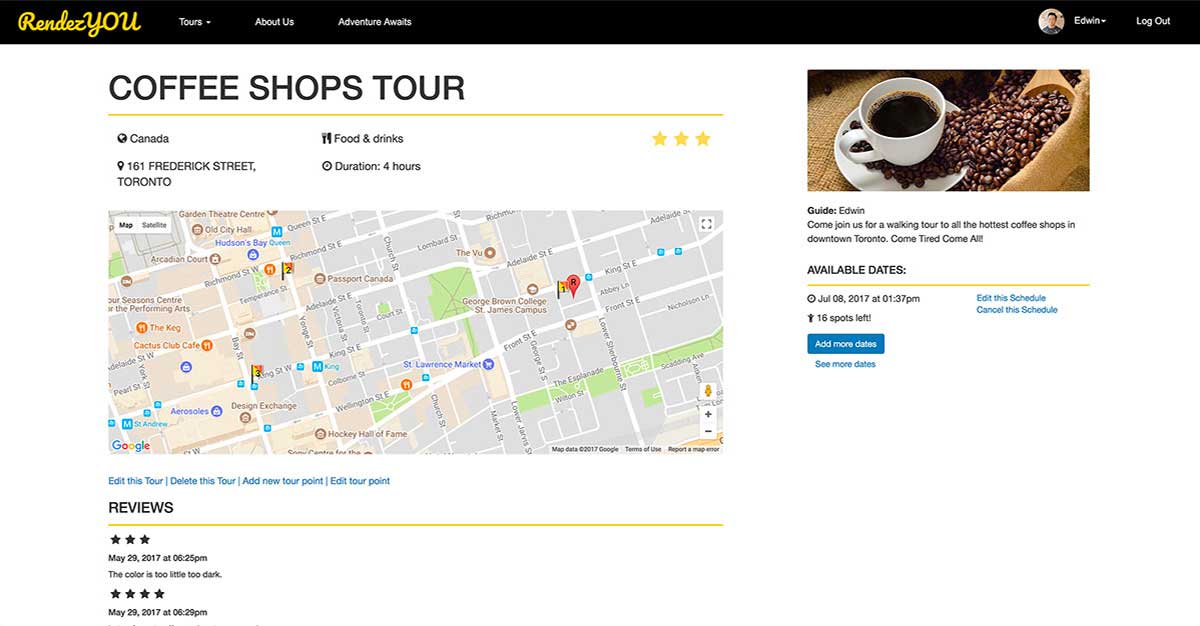 RendezYOU
Tours
About Us
Adventure Awaits
Edwin
Log Out
COFFEE SHOPS TOUR
Canada
Food & drinks
161 FREDERICK STREET,
TORONTO
Duration: 4 hours
Map
Satellite
Garden Theatre Centre
Old City Hall
Queen St E
Hudson's Bay
Queen
Arcadian Court
Richmond St W
Richmond St E
Temperance St
Lombard St
Adelaide St E
Passport Canada
The Vu
Adelaide St E
King St E
Abbey Ln
Front St E
Nicholson Ln
our Seasons Centre
or the Performing Arts
The Keg
Cactus Club Cafe
Bay St
Yonge St
Victoria St
Toronto St
Church St
King St E
Colborne St
George Brown College
St. James Campus
St. Lawrence Market
Front St E
George St S
Lower Sherbourne St
Scadding Ave
The Esplanade
Wilton St
King
King St W
York St
Pearl St
St Andrew
Aerosoles
Design Exchange
Wellington St E
Church St
Market St
Lower Jarvis St
Hockey Hall of Fame
Sony Centre for the
Google
Map data ©2017 Google
Terms of Use
Report a map error
Edit this Tour | Delete this Tour | Add new tour point | Edit tour point
REVIEWS
May 29, 2017 at 06:25pm
The color is too little too dark.
May 29, 2017 at 06:29pm
Guide: Edwin
Come join us for a walking tour to all the hottest coffee shops in
downtown Toronto. Come Tired Come All!
AVAILABLE DATES:
Jul 08, 2017 at 01:37pm
Edit this Schedule
Cancel this Schedule
16 spots left!
Add more dates
See more dates